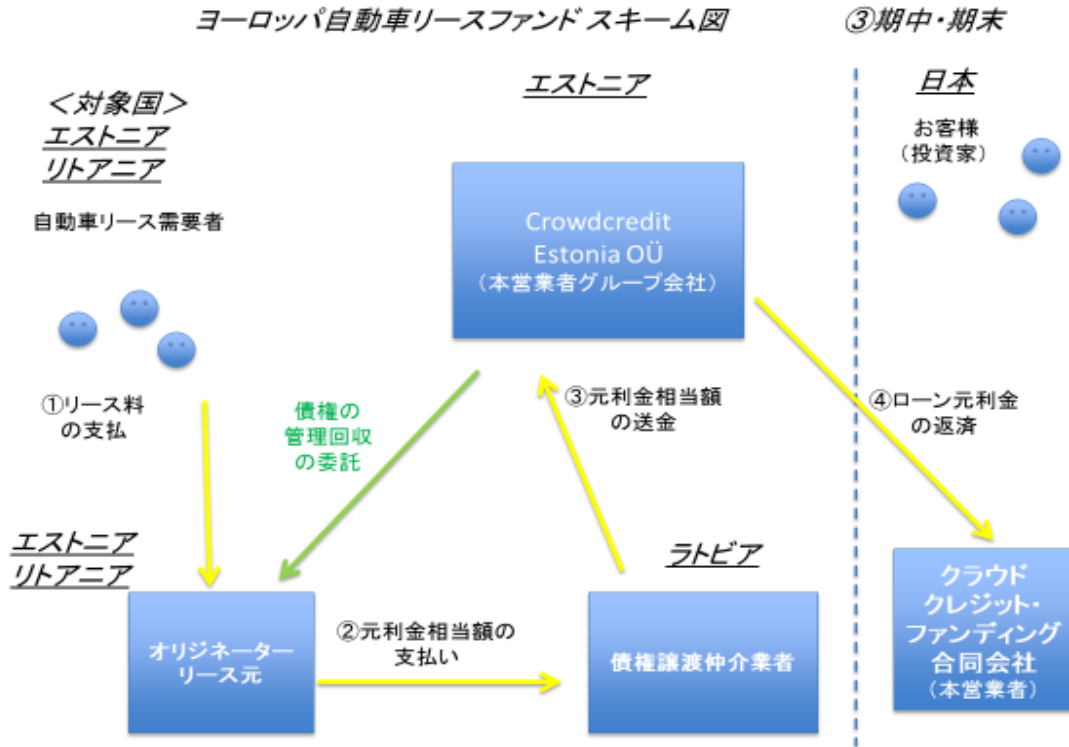 ヨーロッパ自動車リースファンド スキーム図
③期中・期末
エストニア
日本
＜対象国＞
エストニア
リトアニア
お客様
（投資家）
自動車リース需要者
Crowdcredit
Estonia OÜ
（本営業者グループ会社）
①リース料
の支払
債権の
管理回収
の委託
③元利金相当額
の送金
④ローン元利金
の返済
エストニア
リトアニア
ラトビア
オリジネーター
リース元
②元利金相当額の
支払い
債権譲渡仲介業者
クラウド
クレジット・
ファンディング
合同会社
（本営業者）